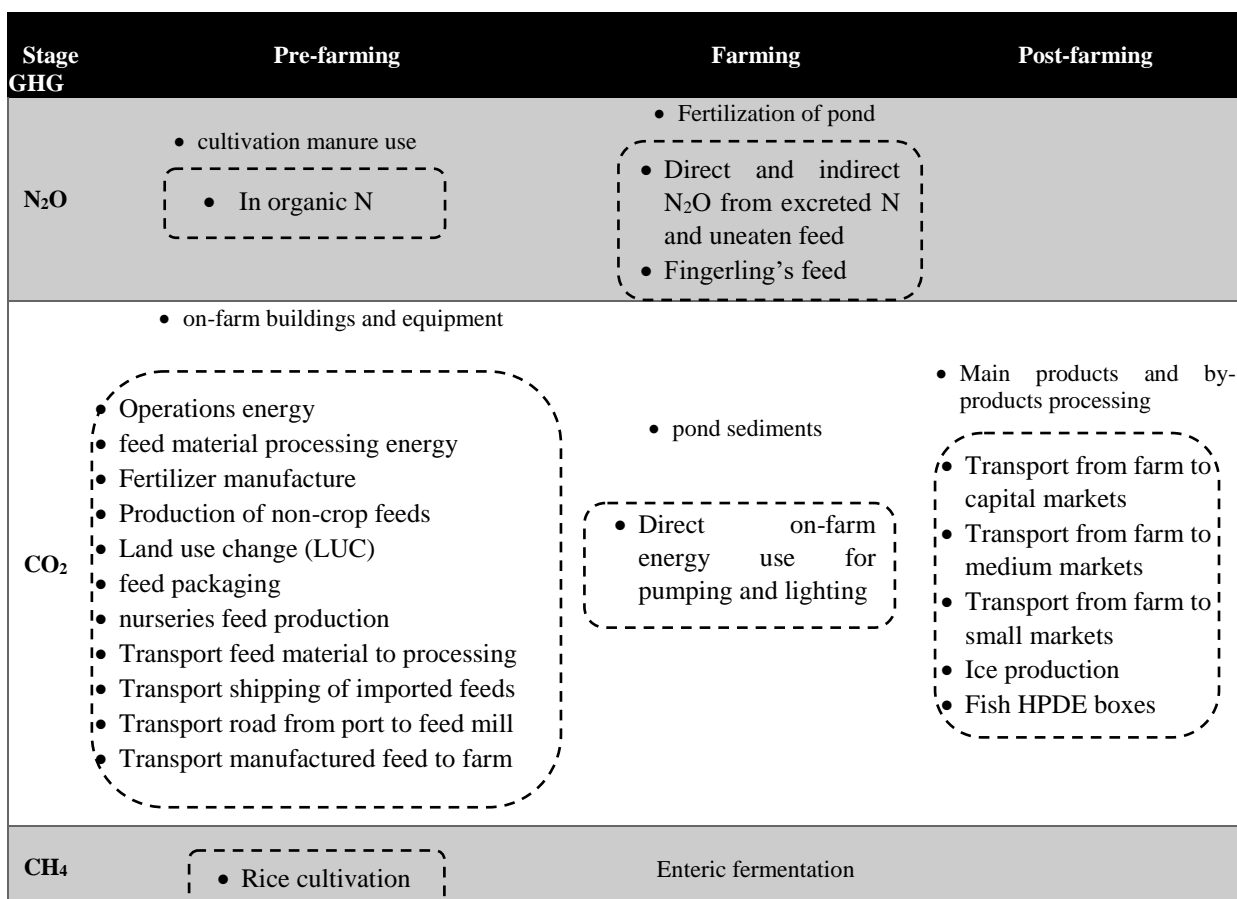 Stage Pre-farming Farming Post-farming
GHG
N₂O
• cultivation manure use
• In organic N
• Fertilization of pond
• Direct and indirect
N₂O from excreted N
and uneaten feed
• Fingerling's feed
CO₂
• on-farm buildings and equipment
• Operations energy
• feed material processing energy
• Fertilizer manufacture
• Production of non-crop feeds
• Land use change (LUC)
• feed packaging
• nurseries feed production
• Transport feed material to processing
• Transport shipping of imported feeds
• Transport road from port to feed mill
• Transport manufactured feed to farm
• pond sediments
• Direct on-farm
energy use for
pumping and lighting
• Main products and by-
products processing
• Transport from farm to
capital markets
• Transport from farm to
medium markets
• Transport from farm to
small markets
• Ice production
• Fish HPDE boxes
CH₄
• Rice cultivation
Enteric fermentation